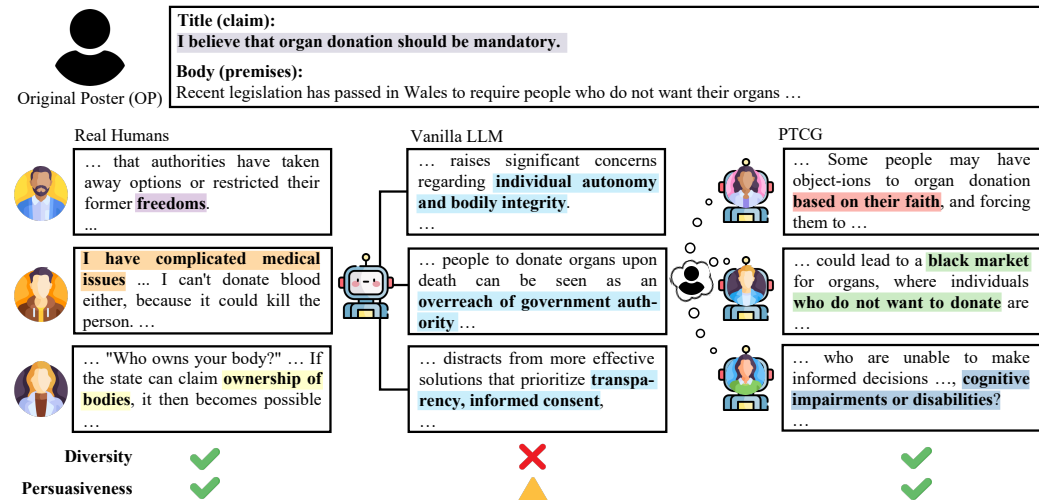 Title (claim):
I believe that organ donation should be mandatory.
Body (premises):
Recent legislation has passed in Wales to require people who do not want their organs …
Original Poster (OP)
Real Humans
… that authorities have taken
away options or restricted their
former freedoms.
...
I have complicated medical
issues ... I can't donate blood
either, because it could kill the
person. …
… "Who owns your body?" … If
the state can claim ownership of
bodies, it then becomes possible
…
Vanilla LLM
… raises significant concerns
regarding individual autonomy
and bodily integrity.
…
… people to donate organs upon
death can be seen as an
overreach of government auth-
ority …
… distracts from more effective
solutions that prioritize transpa-
rency, informed consent,
…
PTCG
… Some people may have
object-ions to organ donation
based on their faith, and forcing
them to …
… could lead to a black market
for organs, where individuals
who do not want to donate are
…
… who are unable to make
informed decisions …, cognitive
impairments or disabilities?
…
Diversity
Persuasiveness